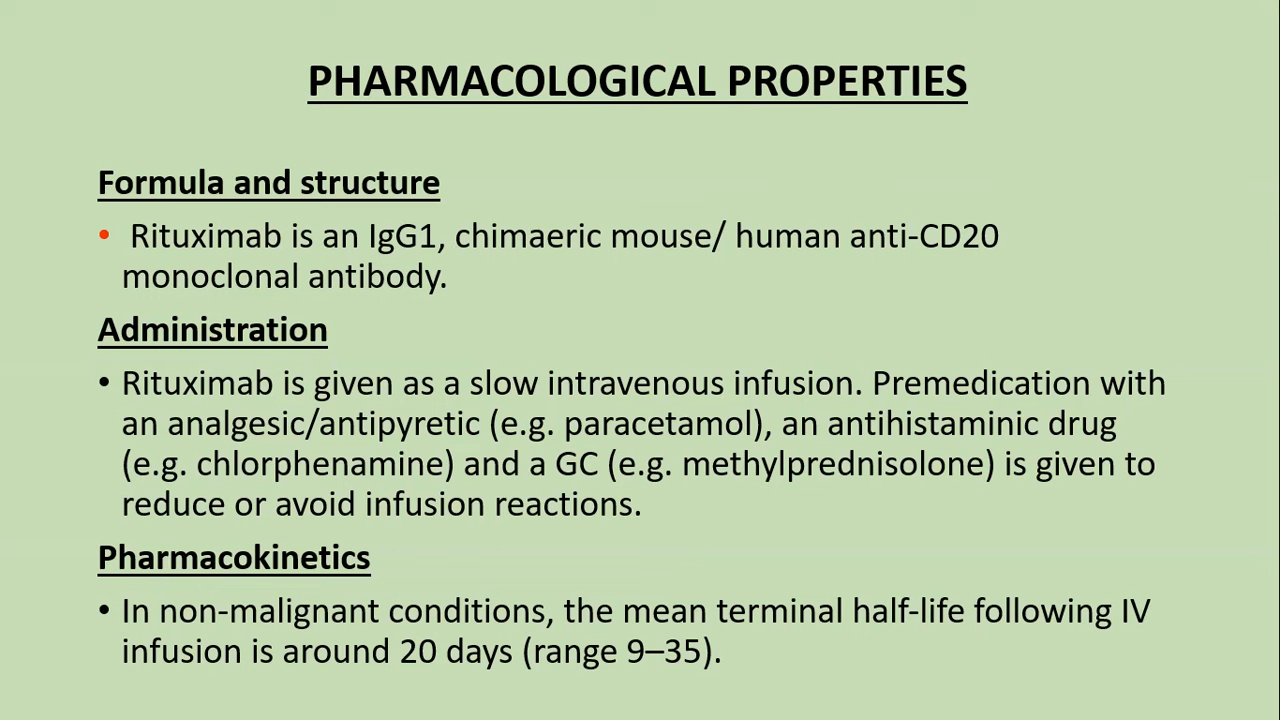 PHARMACOLOGICAL PROPERTIES
Formula and structure
• Rituximab is an IgG1, chimaeric mouse/ human anti-CD20
monoclonal antibody.
Administration
• Rituximab is given as a slow intravenous infusion. Premedication with
an analgesic/antipyretic (e.g. paracetamol), an antihistaminic drug
(e.g. chlorphenamine) and a GC (e.g. methylprednisolone) is given to
reduce or avoid infusion reactions.
Pharmacokinetics
• In non-malignant conditions, the mean terminal half-life following IV
infusion is around 20 days (range 9–35).